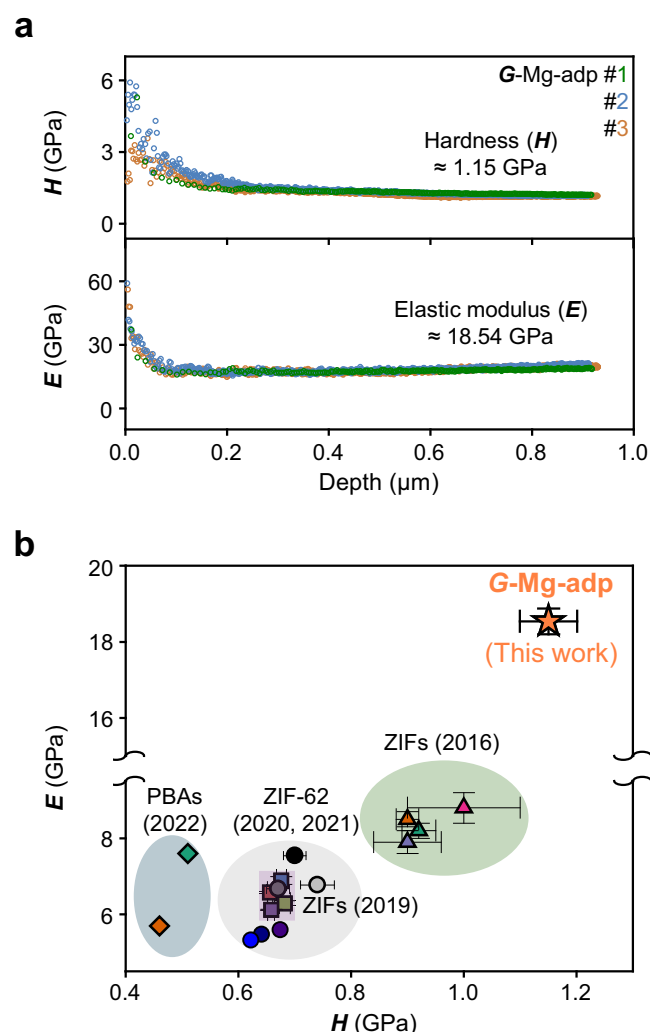 a
6
3
0
H (GPa)
G-Mg-adp #1
#2
#3
Hardness (H)
≈ 1.15 GPa
60
30
0
E (GPa)
Elastic modulus (E)
≈ 18.54 GPa
0.0 0.2 0.4 0.6 0.8 1.0
Depth (μm)
b
20
18
16
8
6
E (GPa)
G-Mg-adp
(This work)
ZIFs (2016)
PBAs
(2022)
ZIF-62
(2020, 2021)
ZIFs (2019)
0.4 0.6 0.8 1.0 1.2
H (GPa)